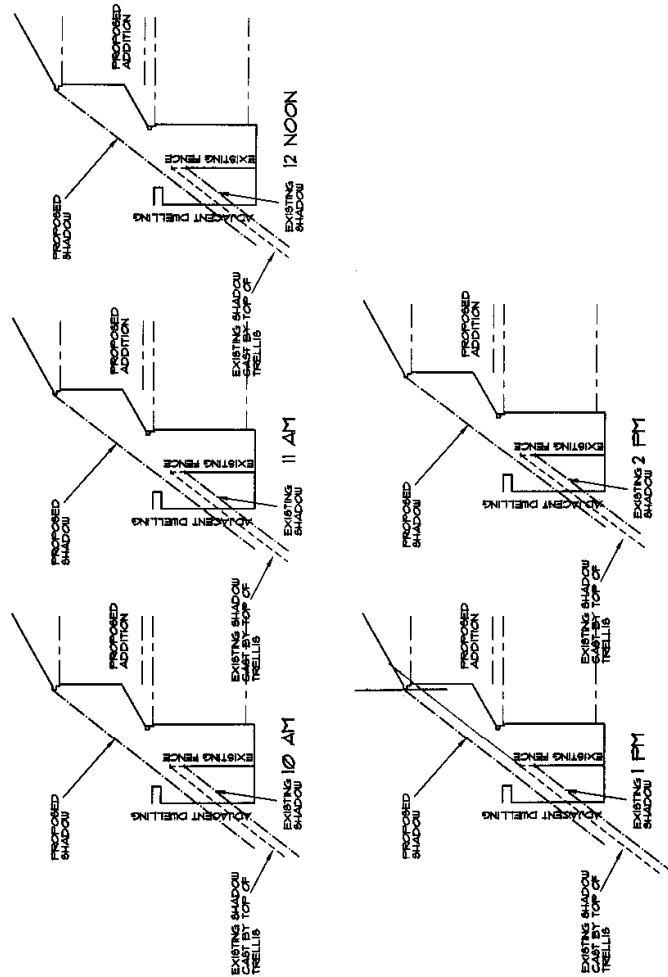 PROPOSED
SHADOW
PROPOSED
ADDITION
EXISTING FENCE
ADJACENT DWELLING
EXISTING
SHADOW
EXISTING SHADOW
CAST BY TOP OF
TRELLIS
10 AM
PROPOSED
SHADOW
PROPOSED
ADDITION
EXISTING FENCE
ADJACENT DWELLING
EXISTING
SHADOW
EXISTING SHADOW
CAST BY TOP OF
TRELLIS
11 AM
PROPOSED
SHADOW
PROPOSED
ADDITION
EXISTING FENCE
ADJACENT DWELLING
EXISTING
SHADOW
EXISTING SHADOW
CAST BY TOP OF
TRELLIS
12 NOON
PROPOSED
SHADOW
PROPOSED
ADDITION
EXISTING FENCE
ADJACENT DWELLING
EXISTING
SHADOW
EXISTING SHADOW
CAST BY TOP OF
TRELLIS
1 PM
PROPOSED
SHADOW
PROPOSED
ADDITION
EXISTING FENCE
ADJACENT DWELLING
EXISTING
SHADOW
EXISTING SHADOW
CAST BY TOP OF
TRELLIS
2 PM